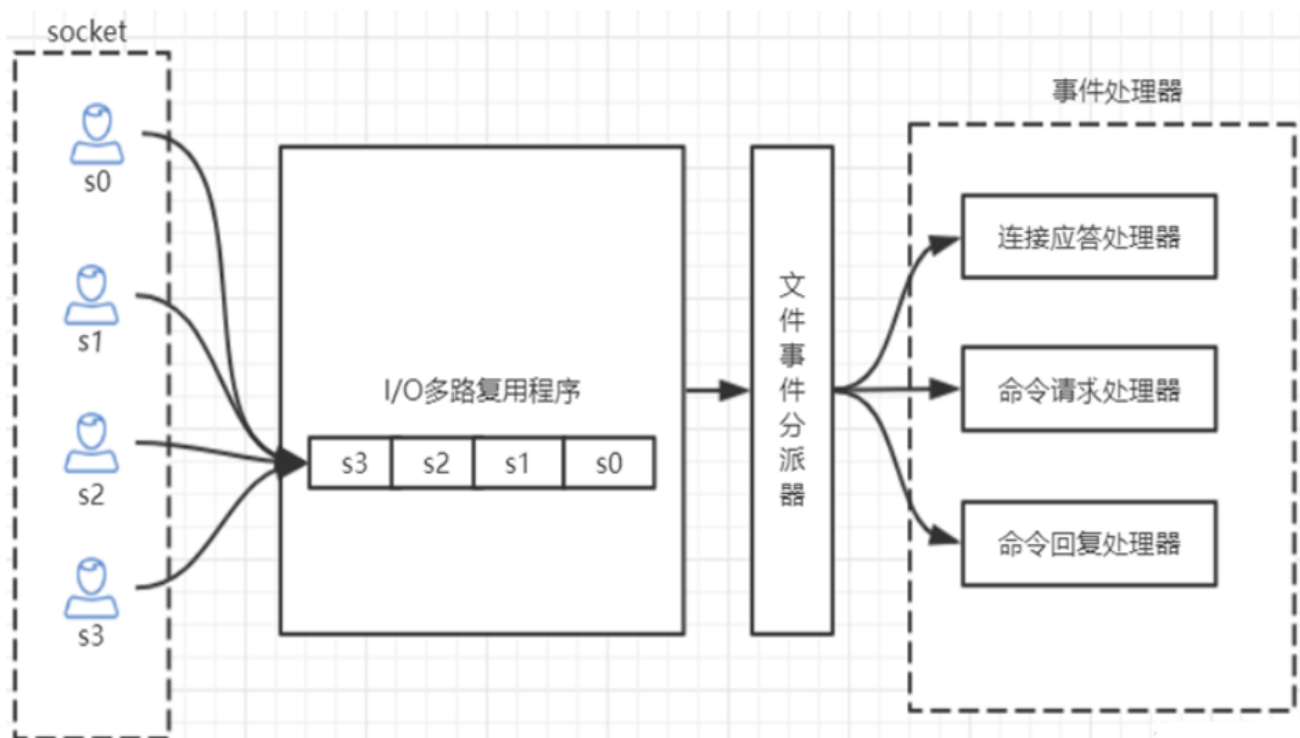 socket
s0
s1
s2
s3
I/O多路复用程序
s3 s2 s1 s0
文件事件分派器
事件处理器
连接应答处理器
命令请求处理器
命令回复处理器